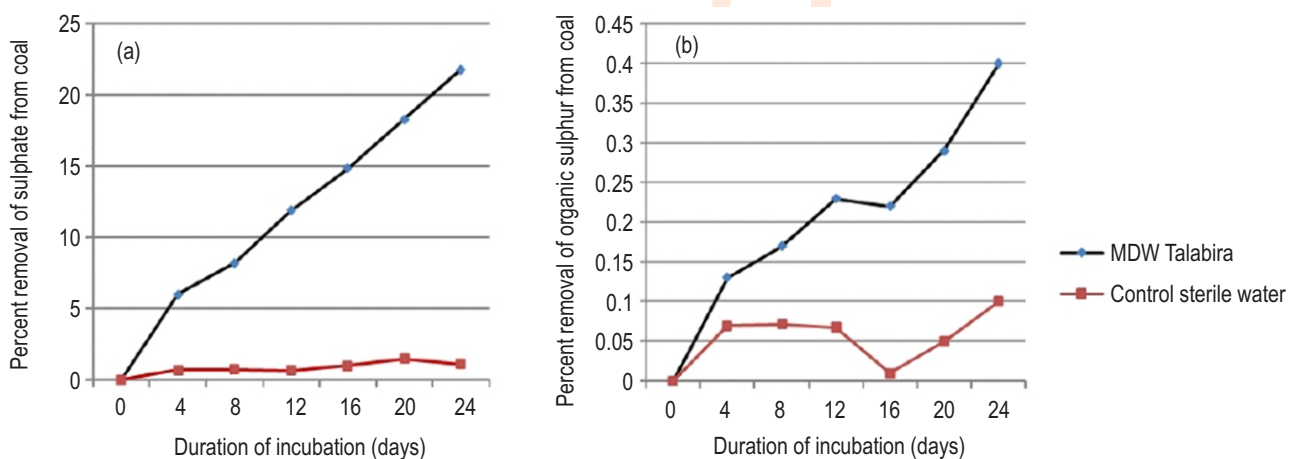 (a)
Percent removal of sulphate from coal
25
20
15
10
5
0
0 4 8 12 16 20 24
Duration of incubation (days)
(b)
Percent removal of organic sulphur from coal
0.45
0.4
0.35
0.3
0.25
0.2
0.15
0.1
0.05
0
0 4 8 12 16 20 24
Duration of incubation (days)
MDW Talabira
Control sterile water